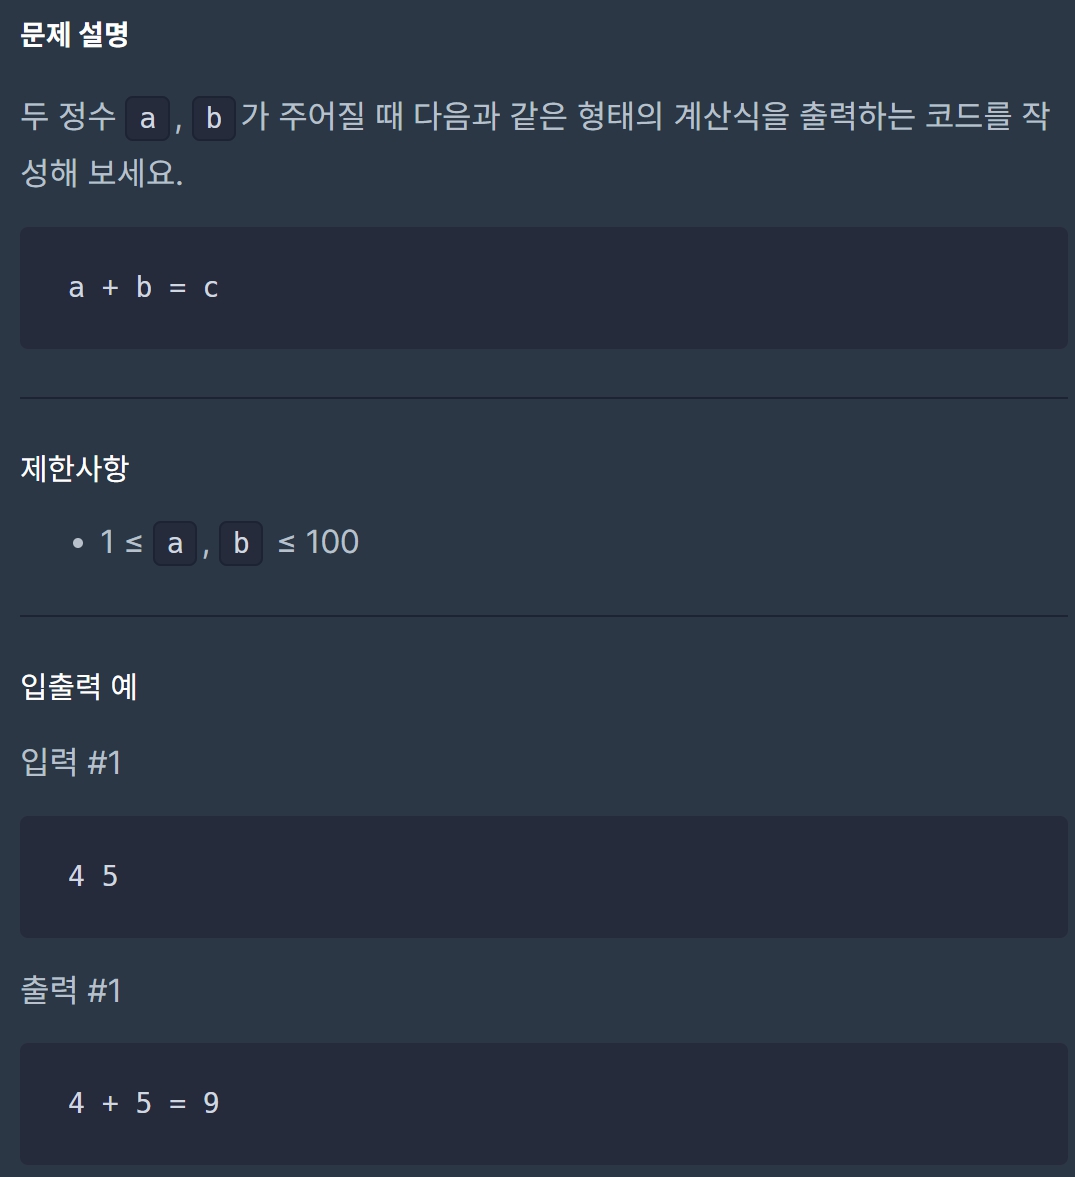 문제 설명
두 정수 a, b가 주어질 때 다음과 같은 형태의 계산식을 출력하는 코드를 작
성해 보세요.
a + b = c
제한사항
• 1 ≤ a, b ≤ 100
입출력 예
입력 #1
4 5
출력 #1
4 + 5 = 9